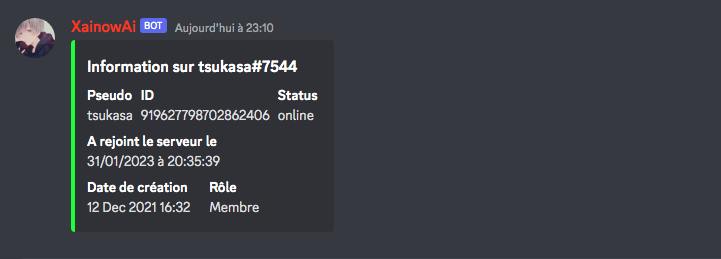 XainowAi BOT Aujourd'hui à 23:10
Information sur tsukasa#7544
Pseudo ID Status
tsukasa 919627798702862406 online
A rejoint le serveur le
31/01/2023 à 20:35:39
Date de création Rôle
12 Dec 2021 16:32 Membre